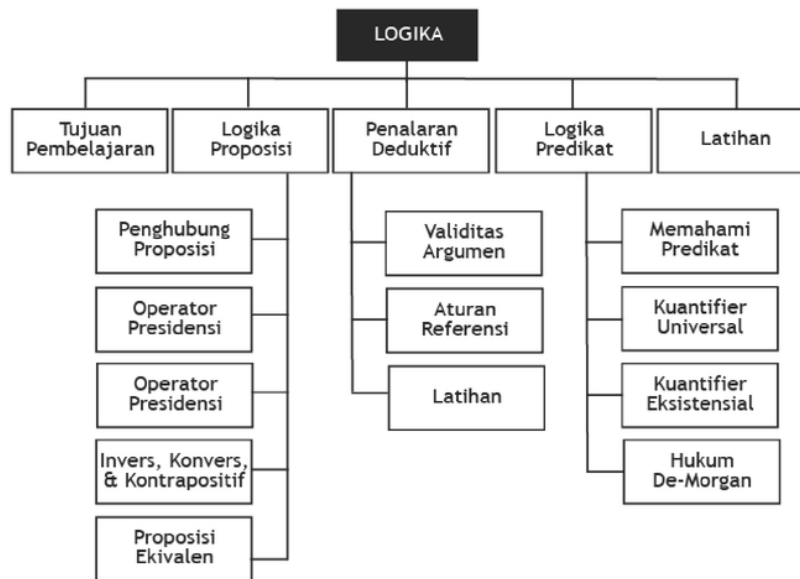 LOGIKA
Tujuan
Pembelajaran
Logika
Proposisi
Penalaran
Deduktif
Logika
Predikat
Latihan
Penghubung
Proposisi
Operator
Presidensi
Operator
Presidensi
Invers, Konvers,
& Kontrapositif
Proposisi
Ekivalen
Validitas
Argumen
Aturan
Referensi
Latihan
Memahami
Predikat
Kuantifier
Universal
Kuantifier
Eksistensial
Hukum
De-Morgan